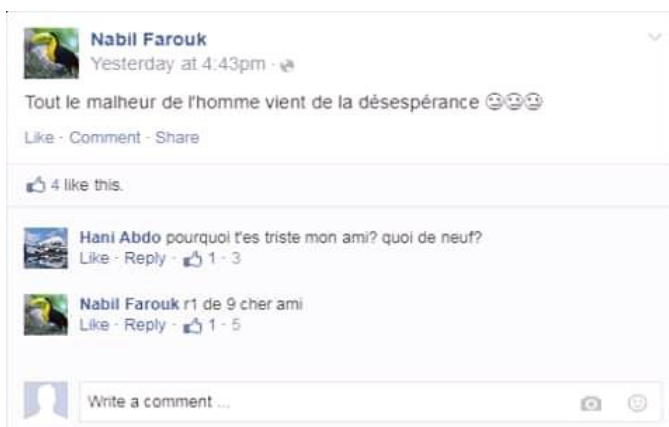 Nabil Farouk
Yesterday at 4:43pm ·
Tout le malheur de l'homme vient de la désespérance
Like · Comment · Share
4 like this.
Hani Abdo pourquoi t'es triste mon ami? quoi de neuf?
Like · Reply · 1 · 3
Nabil Farouk r1 de 9 cher ami
Like · Reply · 1 · 5
Write a comment ...